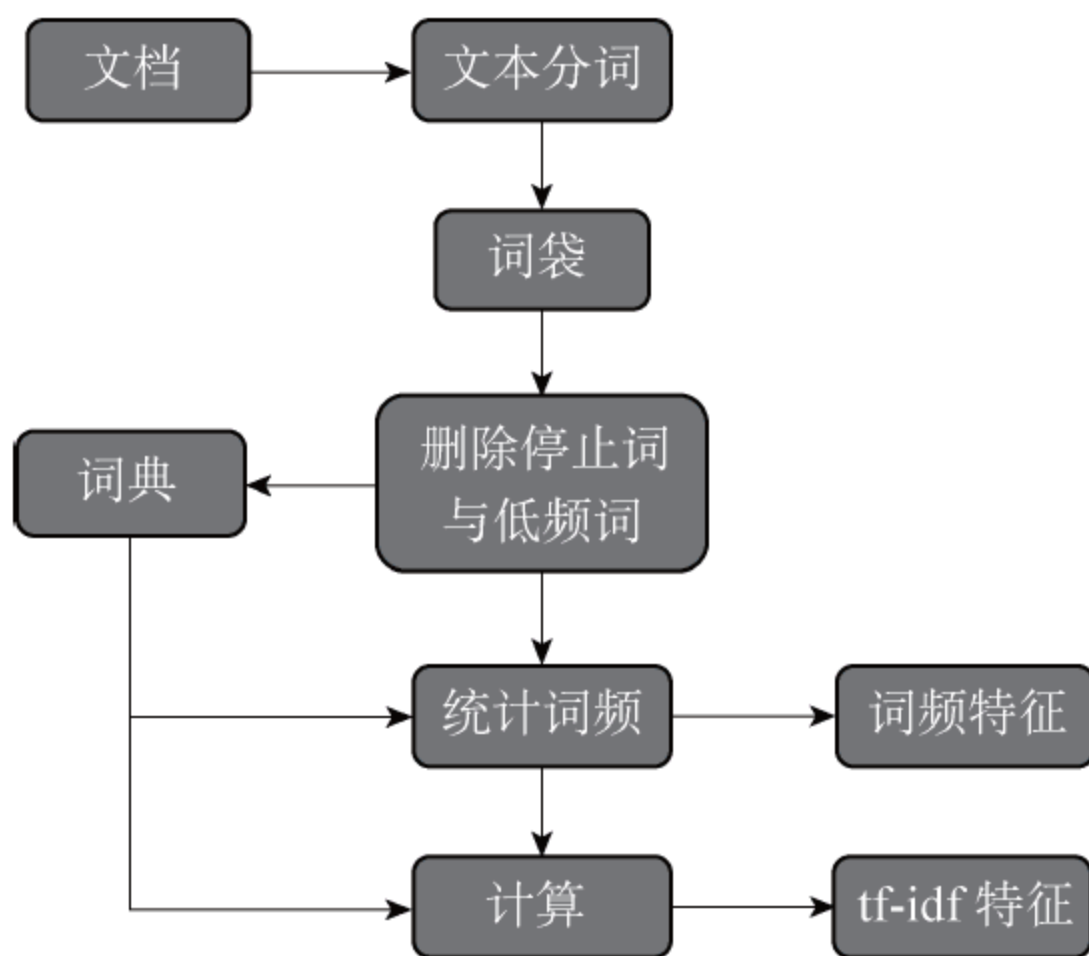 文档
文本分词
词袋
删除停止词
与低频词
词典
统计词频
词频特征
计算
tf-idf 特征